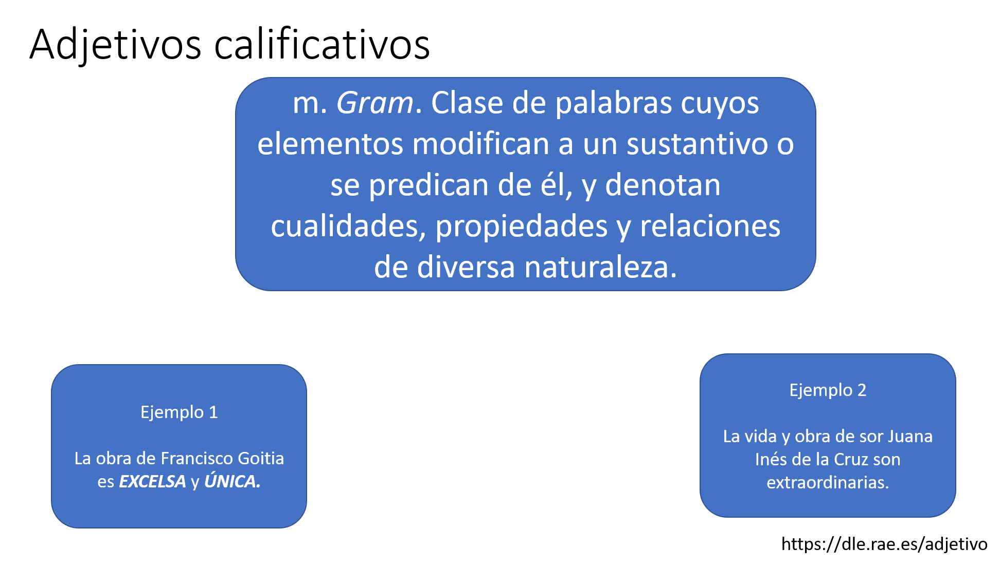 Adjetivos calificativos
m. Gram. Clase de palabras cuyos
elementos modifican a un sustantivo o
se predican de él, y denotan
cualidades, propiedades y relaciones
de diversa naturaleza.
Ejemplo 1
La obra de Francisco Goitia
es EXCELSA y ÚNICA.
Ejemplo 2
La vida y obra de sor Juana
Inés de la Cruz son
extraordinarias.
https://dle.rae.es/adjetivo